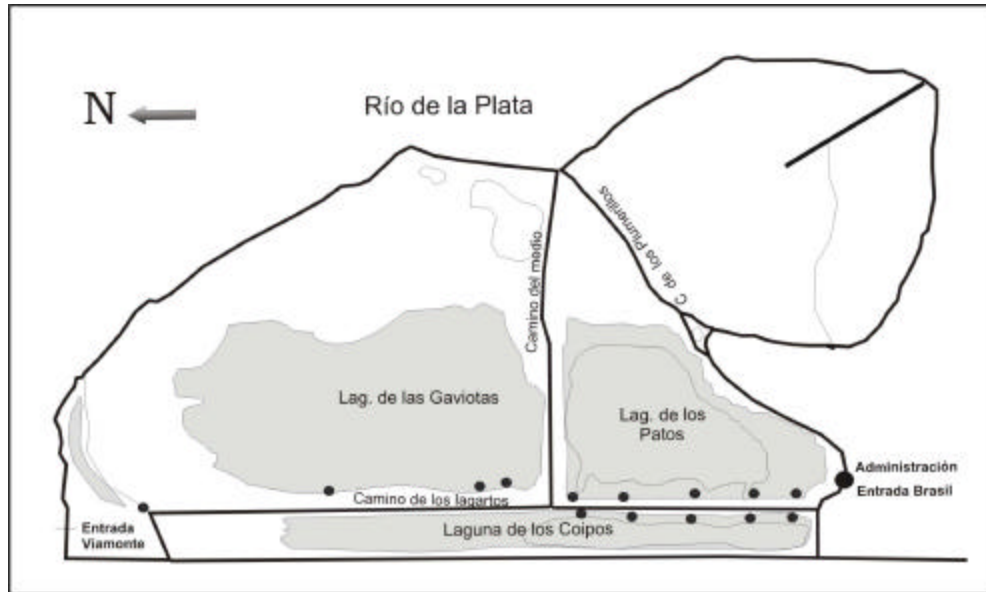 Río de la Plata
N
C de los Plumerillos
Camino del medio
Lag. de las Gaviotas
Lag. de los
Patos
Administración
Entrada Brasil
Camino de los lagartos
Entrada
Viamonte
Laguna de los Coipos